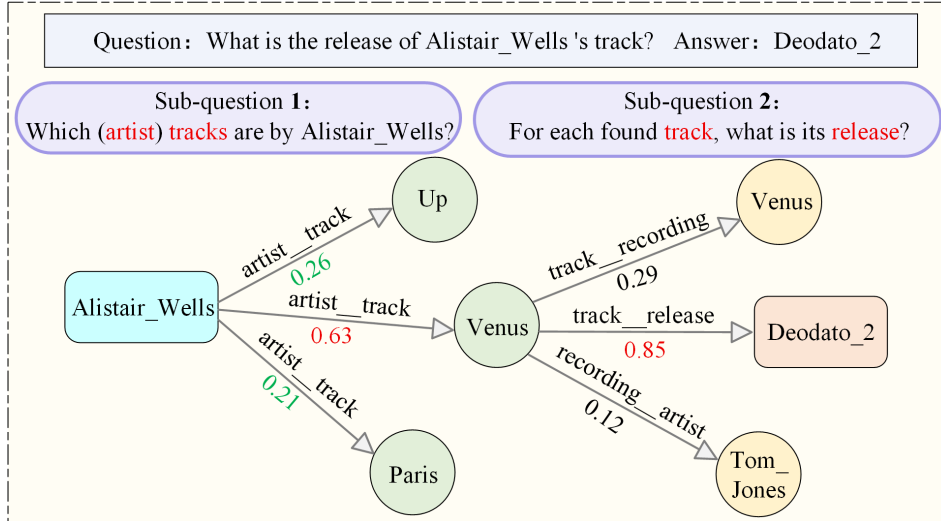 Question: What is the release of Alistair_Wells 's track? Answer: Deodato_2
Sub-question 1:
Which (artist) tracks are by Alistair_Wells?
Sub-question 2:
For each found track, what is its release?
Up
Venus
artist__track
0.26
track__recording
0.29
Alistair_Wells
artist__track
0.63
Venus
track__release
0.85
Deodato_2
artist__track
0.21
recording__artist
0.12
Paris
Tom_
Jones